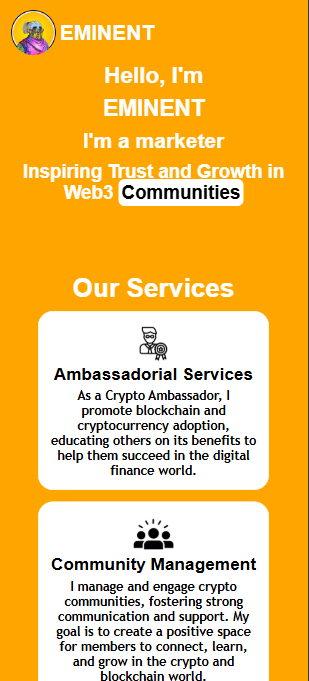 EMINENT
Hello, I'm
EMINENT
I'm a marketer
Inspiring Trust and Growth in
Web3 Communities
Our Services
Ambassadorial Services
As a Crypto Ambassador, I
promote blockchain and
cryptocurrency adoption,
educating others on its benefits to
help them succeed in the digital
finance world.
Community Management
I manage and engage crypto
communities, fostering strong
communication and support. My
goal is to create a positive space
for members to connect, learn,
and grow in the crypto and
blockchain world.